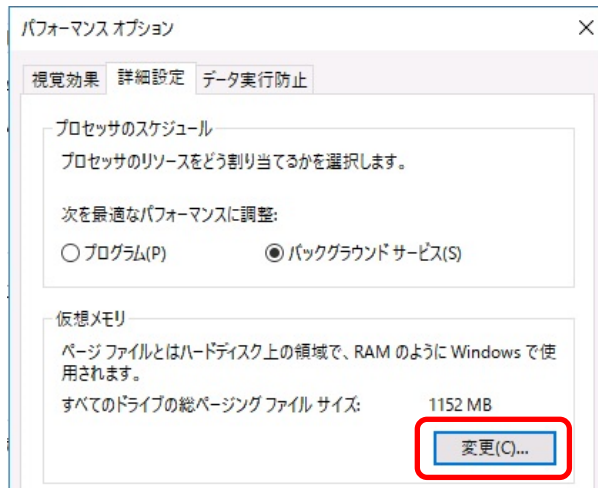 パフォーマンス オプション
視覚効果 詳細設定 データ実行防止
プロセッサのスケジュール
プロセッサのリソースをどう割り当てるかを選択します。
次を最適なパフォーマンスに調整:
プログラム(P) バックグラウンド サービス(S)
仮想メモリ
ページ ファイルとはハードディスク上の領域で、RAM のように Windows で使
用されます。
すべてのドライブの総ページング ファイル サイズ: 1152 MB
変更(C)...